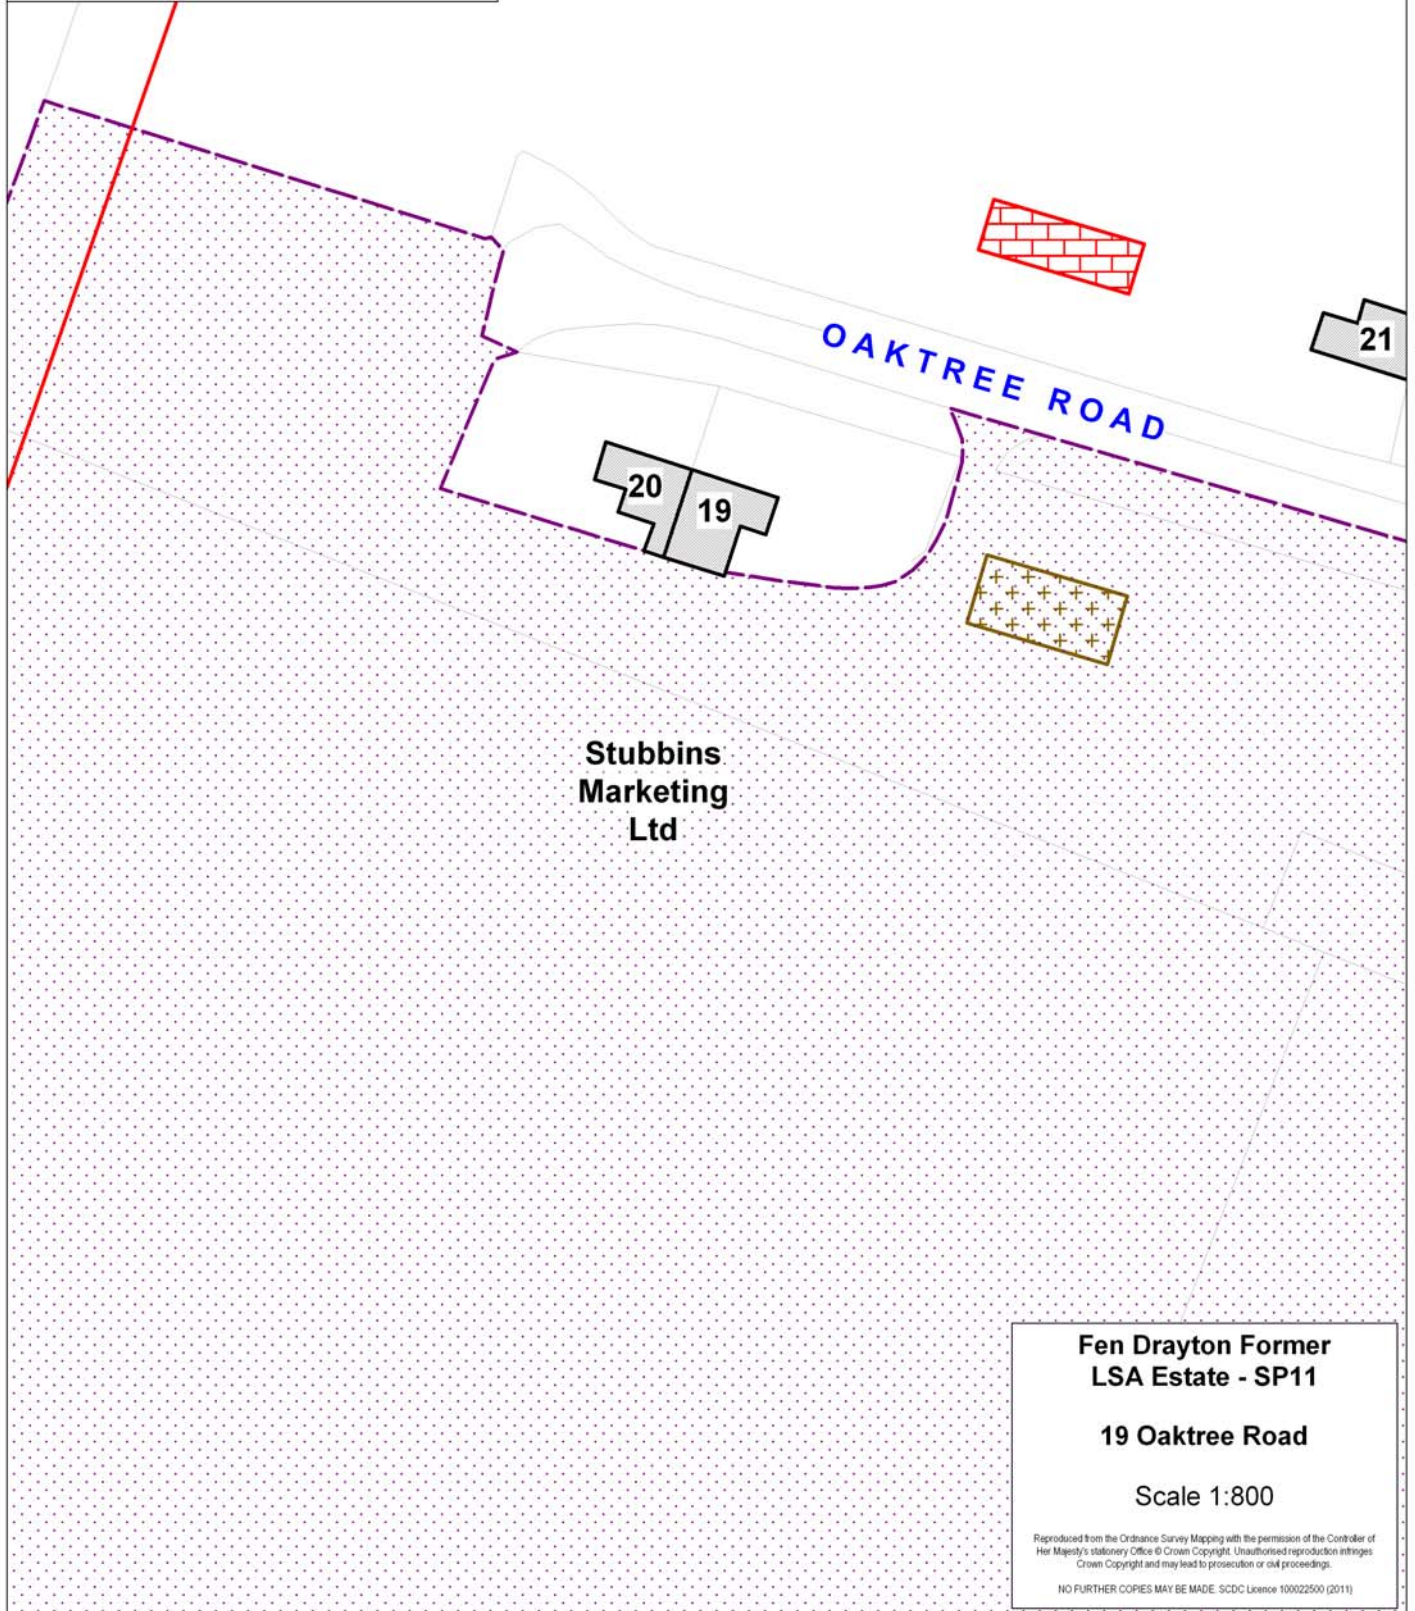 OAKTREE ROAD
21
20
19
Stubbins
Marketing
Ltd
Fen Drayton Former
LSA Estate - SP11
19 Oaktree Road
Scale 1:800
Reproduced from the Ordnance Survey Mapping with the permission of the Controller of
Her Majesty's stationery Office © Crown Copyright. Unauthorised reproduction infringes
Crown Copyright and may lead to prosecution or civil proceedings.
NO FURTHER COPIES MAY BE MADE. SCDC Licence 100022500 (2011)